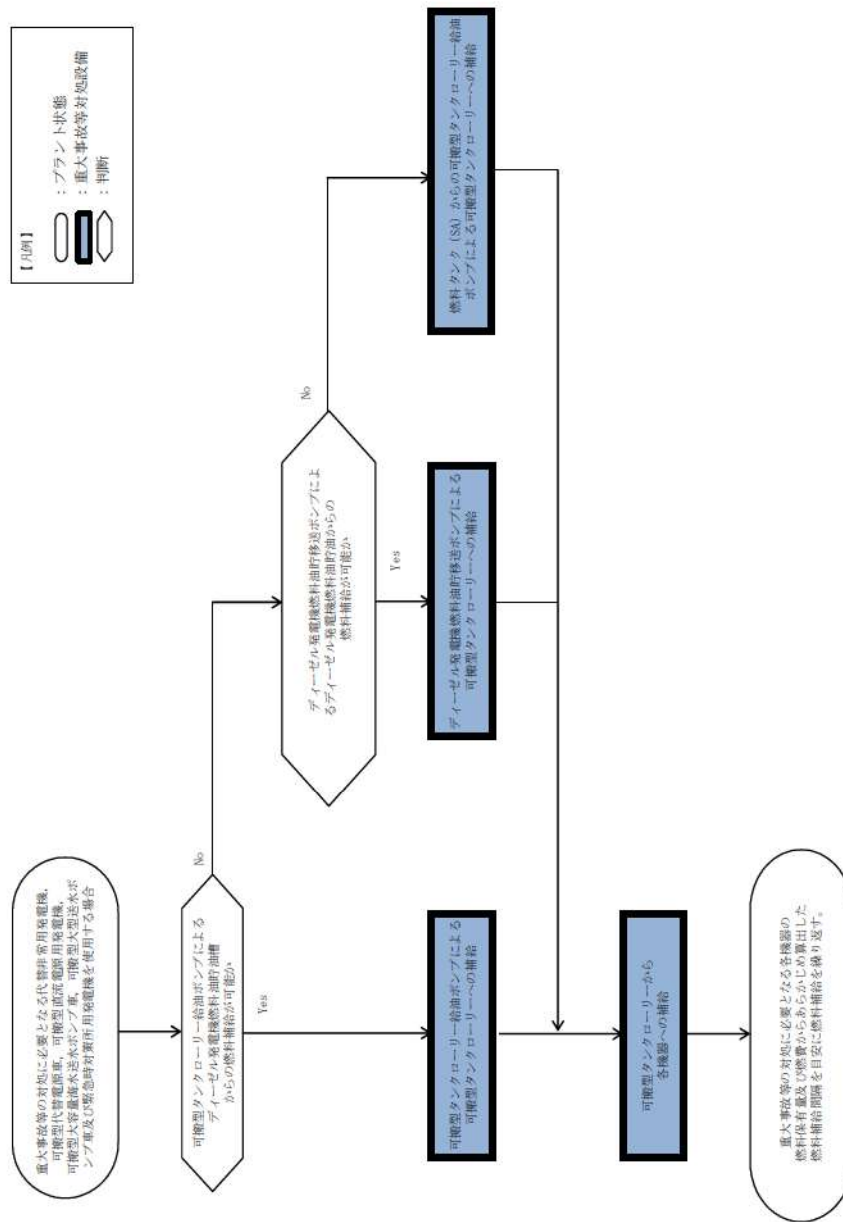 【凡例】
：プラント状態
：重大事故等対処設備
：判断
重大事故等の対処に必要となる代替非常用発電機，
可搬型代替電源車，可搬型直流電源用発電機，
可搬型大容量海水送水ポンプ車，可搬型大型送水ポ
ンプ車及び緊急時対策所用発電機を使用する場合
可搬型タンクローリー給油ポンプによる
ディーゼル発電機燃料油貯油槽
からの燃料補給が可能か
No
Yes
ディーゼル発電機燃料油貯移送ポンプによ
るディーゼル発電機燃料油貯油からの
燃料補給が可能か
No
Yes
可搬型タンクローリー給油ポンプによる
可搬型タンクローリーへの補給
ディーゼル発電機燃料油貯移送ポンプによる
可搬型タンクローリーへの補給
燃料タンク（SA）からの可搬型タンクローリー給油
ポンプによる可搬型タンクローリーへの補給
可搬型タンクローリーから
各機器への補給
重大事故等の対処に必要となる各機器の
燃料保有量及び燃費からあらかじめ算出した
燃料補給間隔を目安に燃料補給を繰り返す。